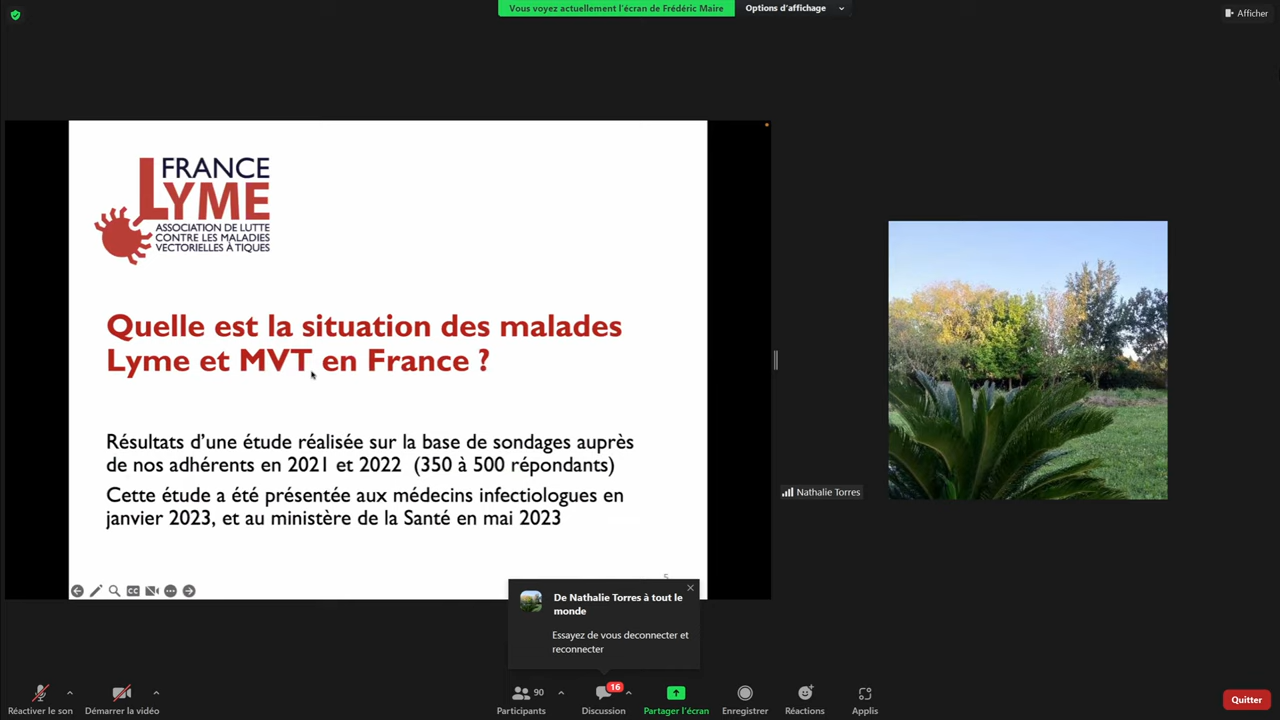 Vous voyez actuellement l'écran de Frédéric Maire
Options d'affichage
Afficher
FRANCE
LYME
ASSOCIATION DE LUTTE
CONTRE LES MALADIES
VECTORIELLES À TIQUES
Quelle est la situation des malades
Lyme et MVT en France ?
Résultats d'une étude réalisée sur la base de sondages auprès
de nos adhérents en 2021 et 2022 (350 à 500 répondants)
Cette étude a été présentée aux médecins infectiologues en
janvier 2023, et au ministère de la Santé en mai 2023
5
CC
Nathalie Torres
De Nathalie Torres à tout le
monde
Essayez de vous deconnecter et
reconnecter
Réactiver le son
Démarrer la vidéo
90
Participants
16
Discussion
Partager l'écran
Enregistrer
Réactions
Applis
Quitter